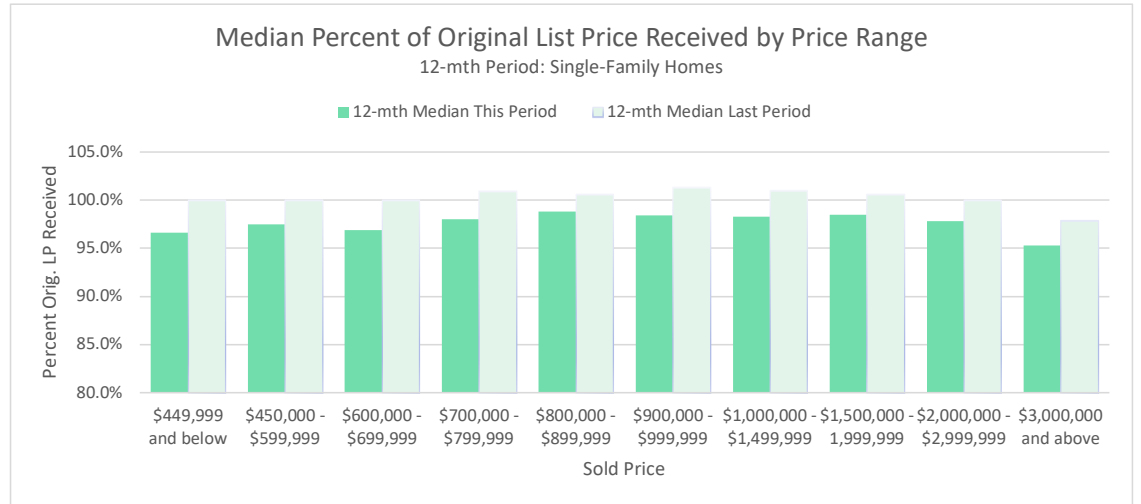 Median Percent of Original List Price Received by Price Range
12-mth Period: Single-Family Homes
12-mth Median This Period 12-mth Median Last Period
105.0%
100.0%
95.0%
90.0%
85.0%
80.0%
Percent Orig. LP Received
$449,999 and below
$450,000 - $599,999
$600,000 - $699,999
$700,000 - $799,999
$800,000 - $899,999
$900,000 - $999,999
$1,000,000 - $1,499,999
$1,500,000 - 1,999,999
$2,000,000 - $2,999,999
$3,000,000 and above
Sold Price